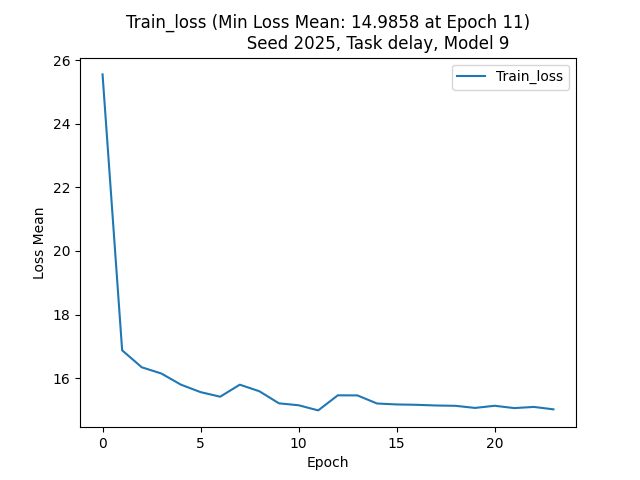 Train_loss (Min Loss Mean: 14.9858 at Epoch 11)
Seed 2025, Task delay, Model 9
Train_loss
26
24
22
20
18
16
Loss Mean
0 5 10 15 20
Epoch